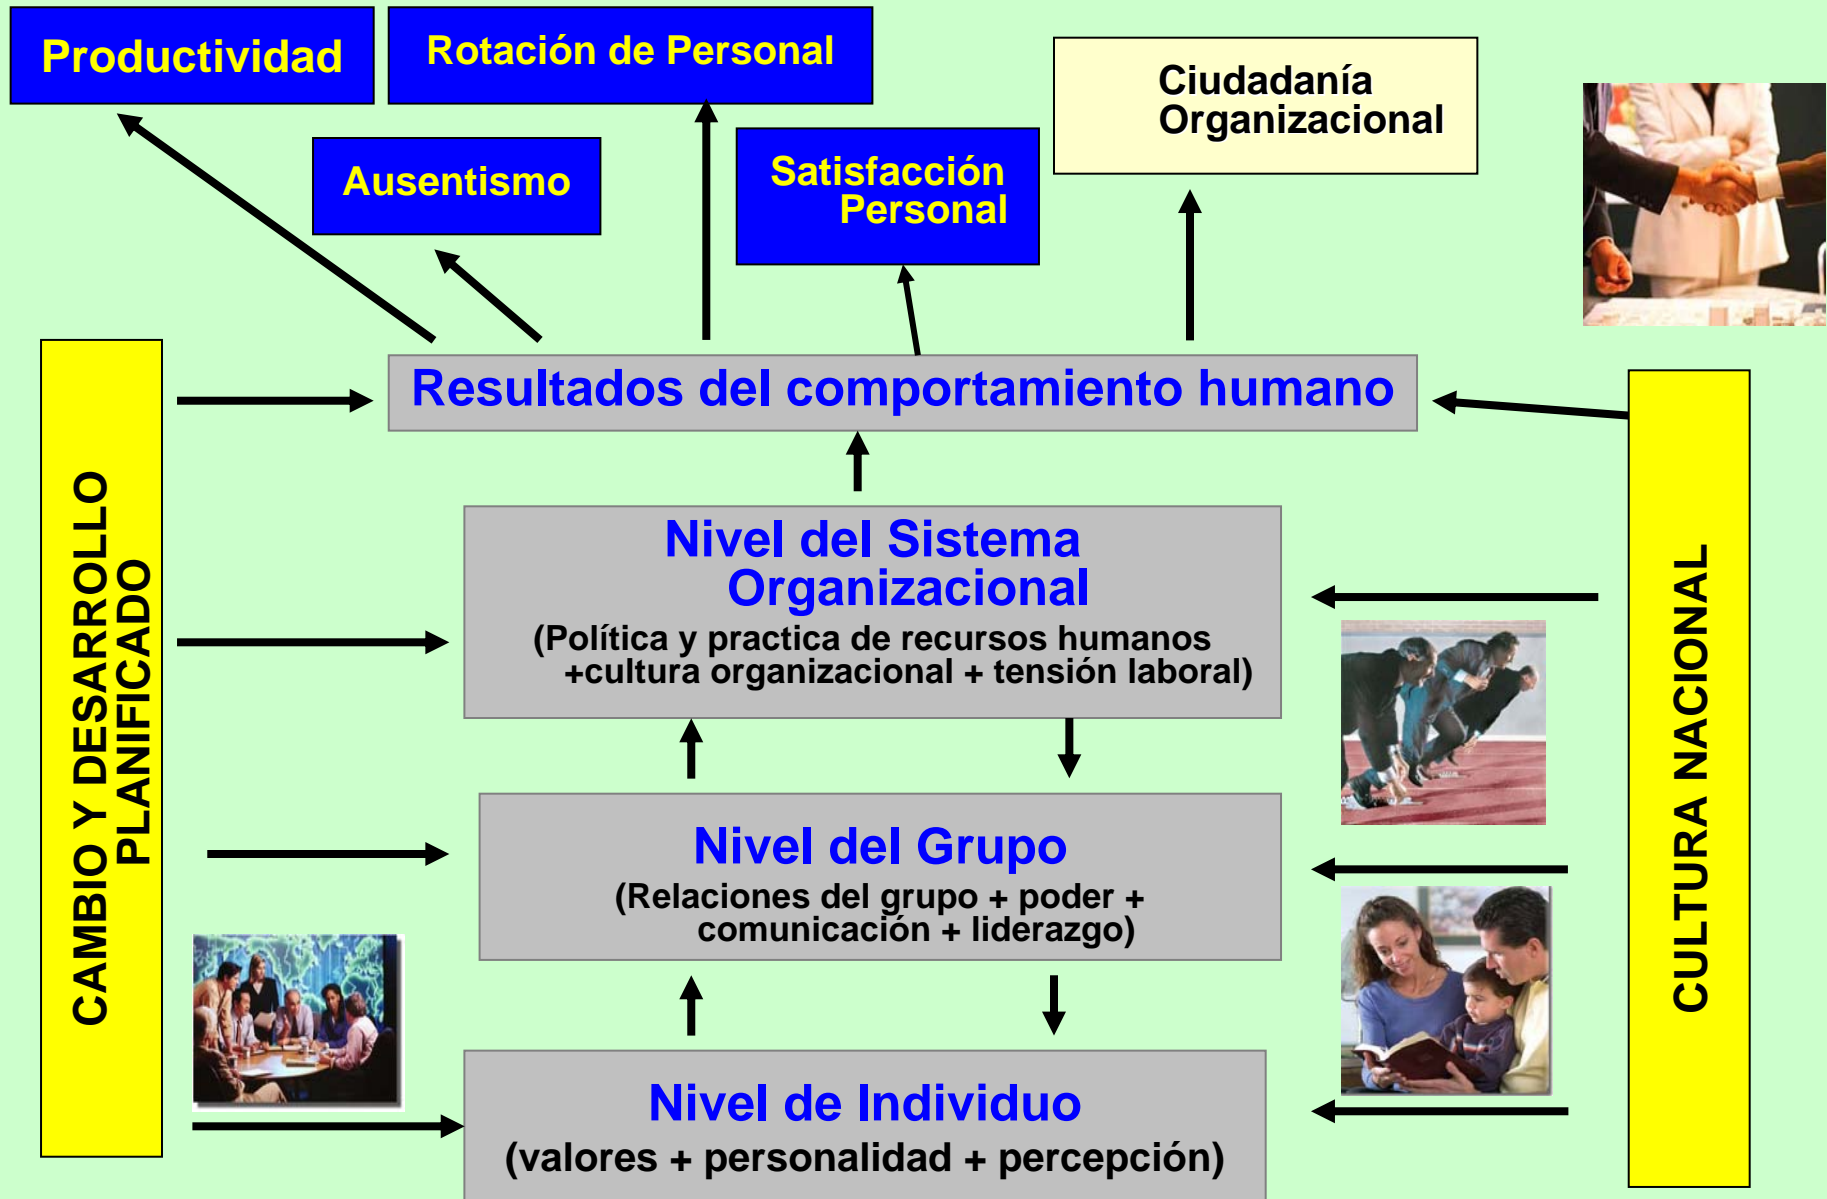 Productividad
Rotación de Personal
Ciudadanía
Organizacional
Ausentismo
Satisfacción
Personal
Resultados del comportamiento humano
CAMBIO Y DESARROLLO
PLANIFICADO
Nivel del Sistema
Organizacional
(Política y practica de recursos humanos
+cultura organizacional + tensión laboral)
Nivel del Grupo
(Relaciones del grupo + poder +
comunicación + liderazgo)
Nivel de Individuo
(valores + personalidad + percepción)
CULTURA NACIONAL